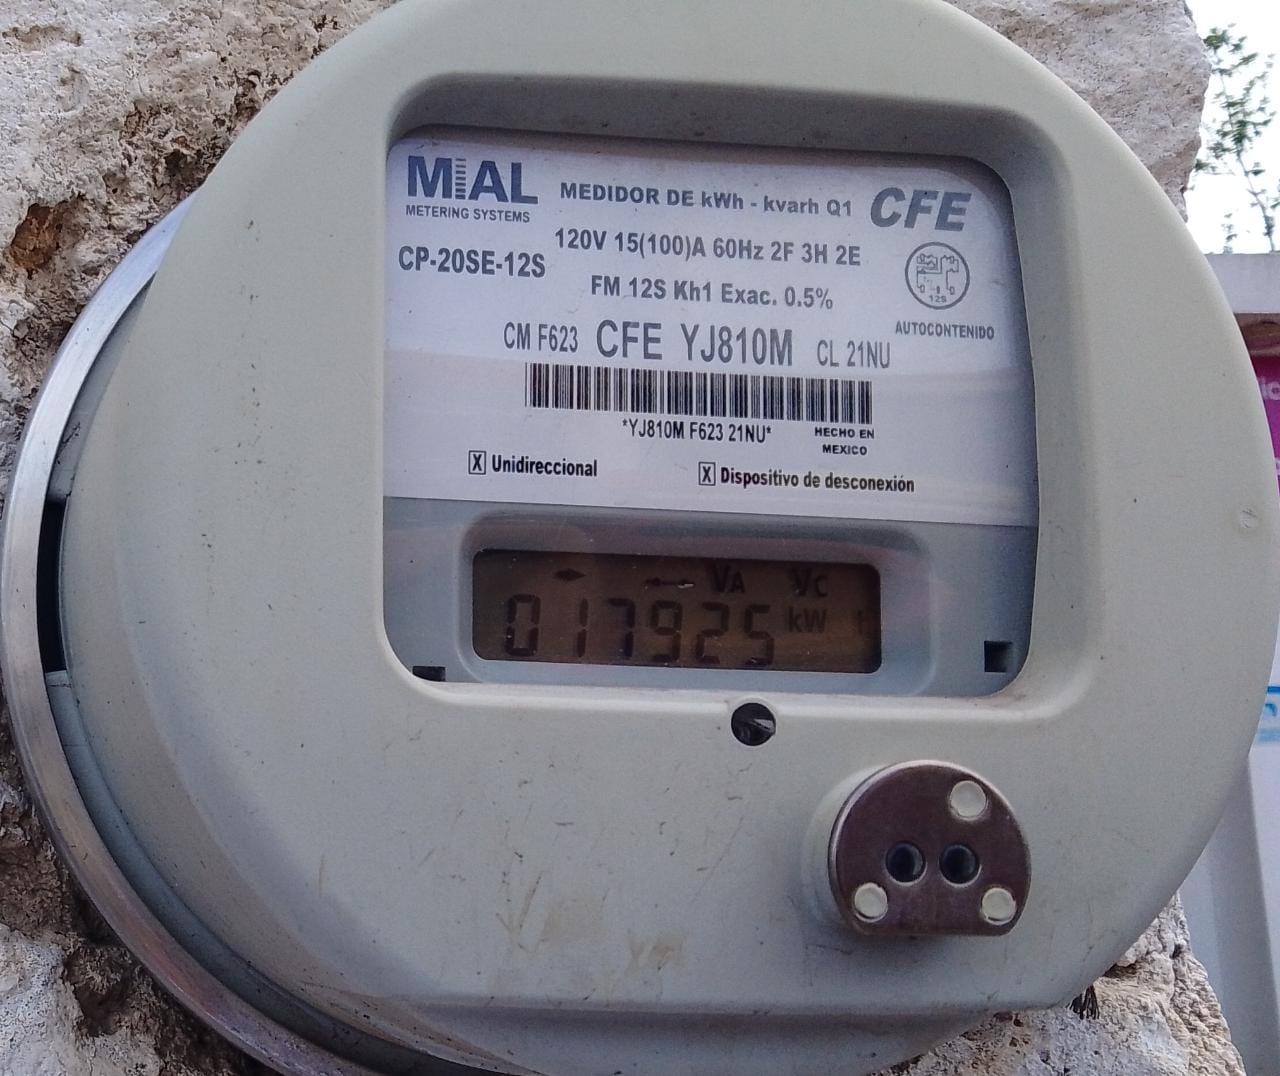 MIAL
METERING SYSTEMS
MEDIDOR DE kWh - kvarh Q1
CFE
120V 15(100)A 60Hz 2F 3H 2E
CP-20SE-12S
FM 12S Kh1 Exac. 0.5%
12S
AUTOCONTENIDO
CM F623 CFE YJ810M CL 21NU
*YJ810M F623 21NU*
HECHO EN
MEXICO
X Unidireccional
X Dispositivo de desconexión
VA VC
017925 kW